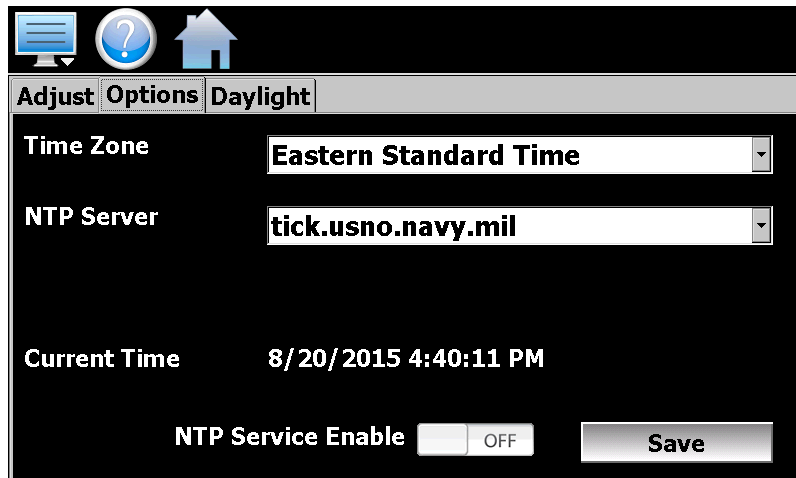 ?
Adjust Options Daylight
Time Zone Eastern Standard Time
NTP Server tick.usno.navy.mil
Current Time 8/20/2015 4:40:11 PM
NTP Service Enable OFF Save